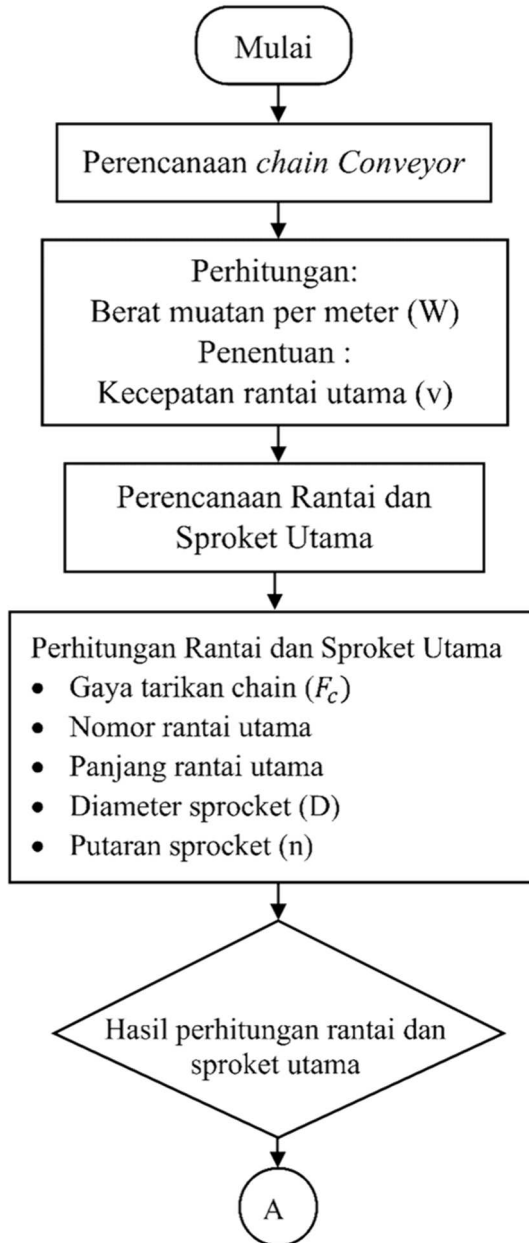 Mulai
Perencanaan chain Conveyor
Perhitungan:
Berat muatan per meter (W)
Penentuan :
Kecepatan rantai utama (v)
Perencanaan Rantai dan
Sproket Utama
Perhitungan Rantai dan Sproket Utama
• Gaya tarikan chain (F_c)
• Nomor rantai utama
• Panjang rantai utama
• Diameter sprocket (D)
• Putaran sprocket (n)
Hasil perhitungan rantai dan
sproket utama
A